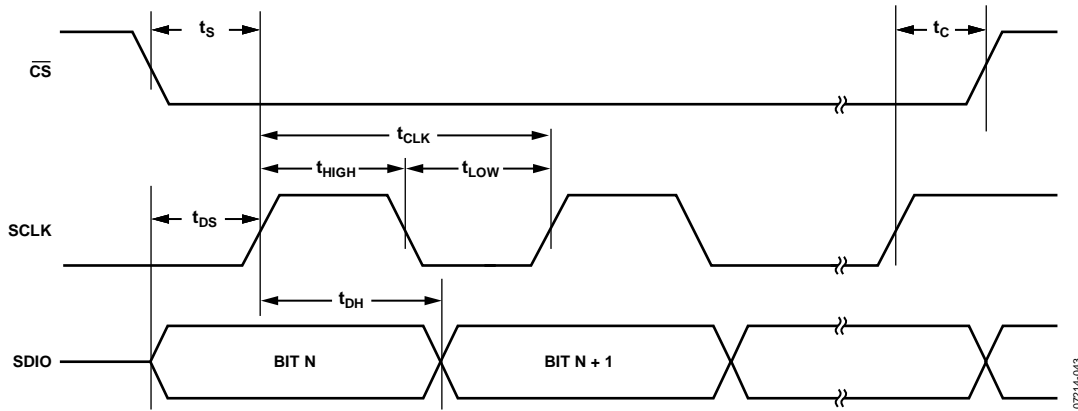 tS
tC
CS
tCLK
tHIGH
tLOW
tDS
SCLK
tDH
SDIO
BIT N
BIT N + 1
07214-043